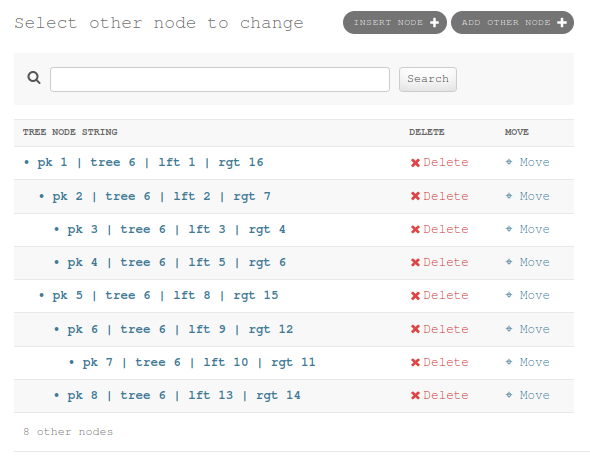 Select other node to change
INSERT NODE
ADD OTHER NODE
Search
TREE NODE STRING DELETE MOVE
• pk 1 | tree 6 | lft 1 | rgt 16 Delete Move
• pk 2 | tree 6 | lft 2 | rgt 7 Delete Move
• pk 3 | tree 6 | lft 3 | rgt 4 Delete Move
• pk 4 | tree 6 | lft 5 | rgt 6 Delete Move
• pk 5 | tree 6 | lft 8 | rgt 15 Delete Move
• pk 6 | tree 6 | lft 9 | rgt 12 Delete Move
• pk 7 | tree 6 | lft 10 | rgt 11 Delete Move
• pk 8 | tree 6 | lft 13 | rgt 14 Delete Move
8 other nodes